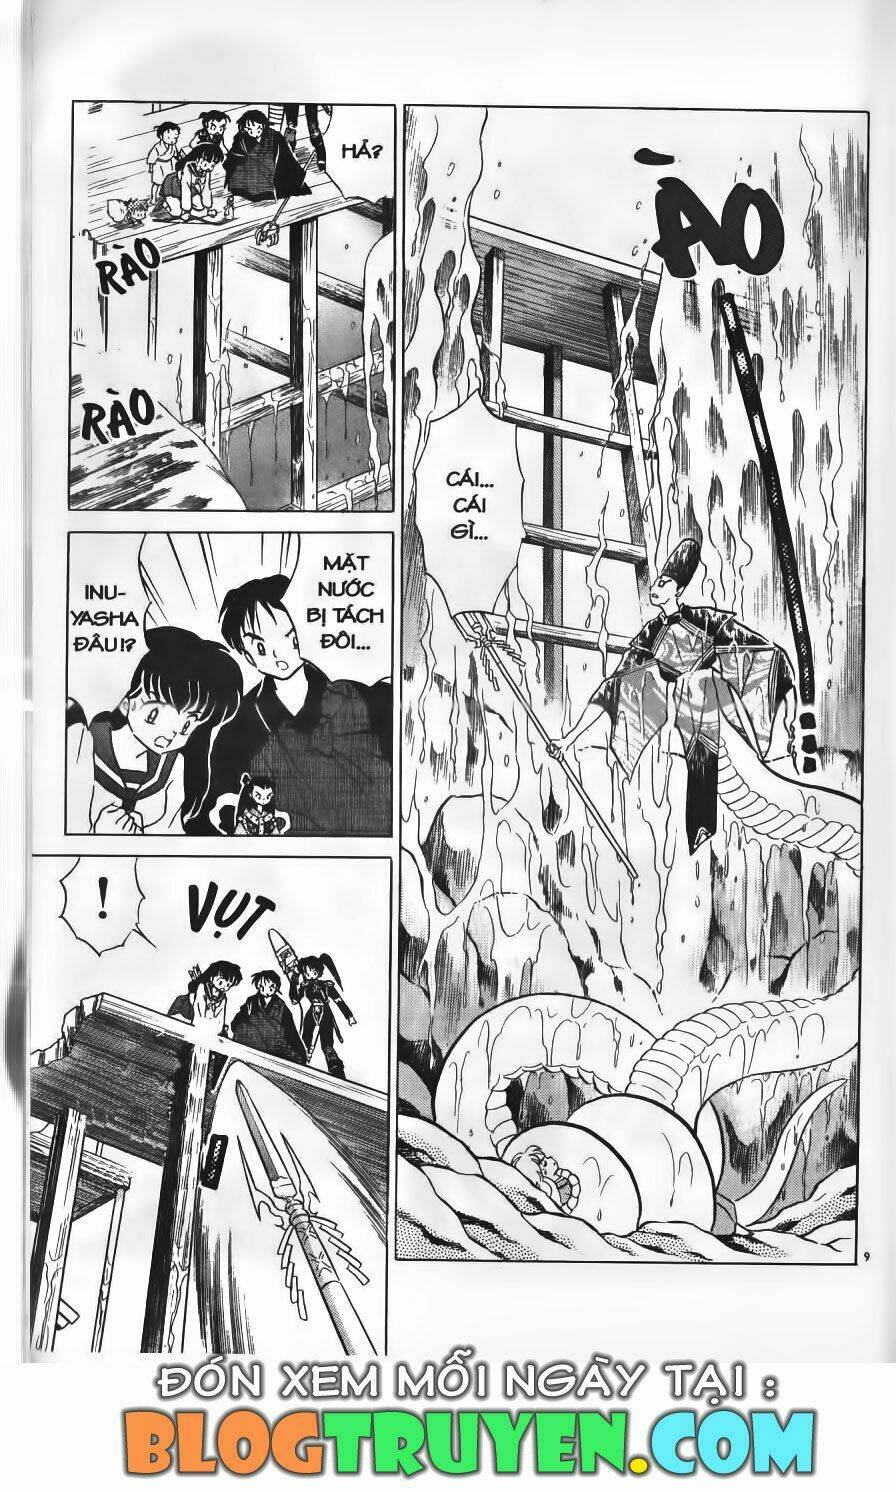 ÀO
CÁI...
CÁI
GÌ...
HẢ?
RÀO
RÀO
MẶT
NƯỚC
BỊ TÁCH
ĐÔI...
INU-
YASHA
ĐÂU!?
!
VỤT
9
ĐÓN XEM MỖI NGÀY TẠI :
BLOGTRUYEN.COM